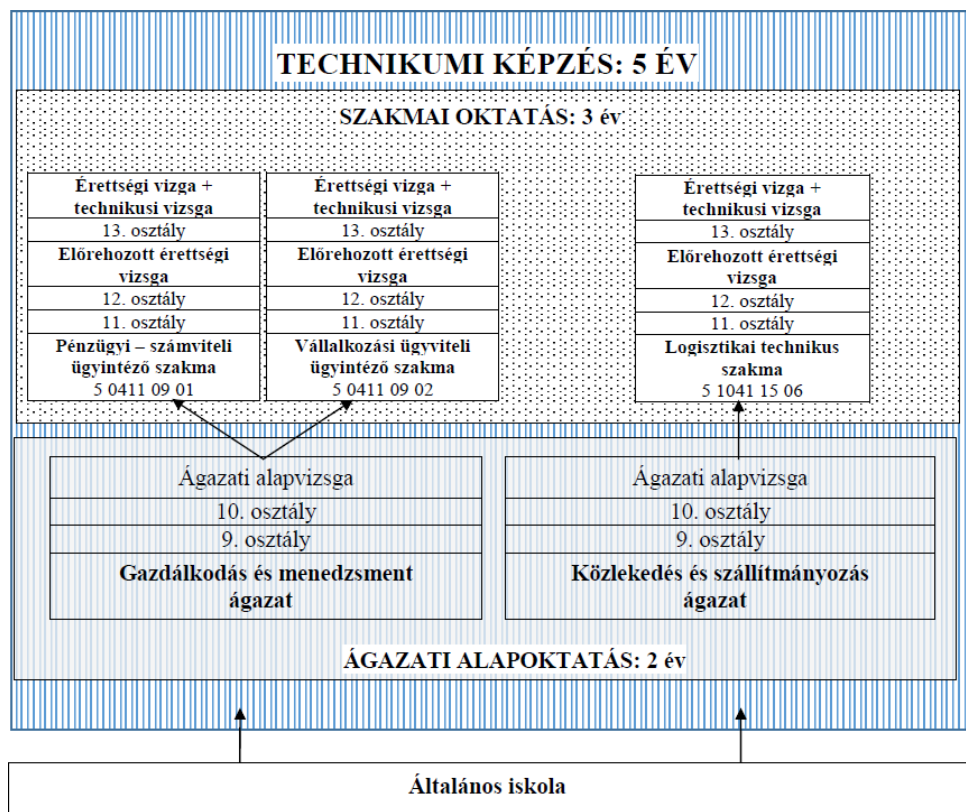 TECHNIKUMI KÉPZÉS: 5 ÉV
SZAKMAI OKTATÁS: 3 év
Érettségi vizga +
technikusi vizsga
13. osztály
Előrehozott érettségi
vizsga
12. osztály
11. osztály
Pénzügyi – számviteli
ügyintéző szakma
5 0411 09 01
Érettségi vizga +
technikusi vizsga
13. osztály
Előrehozott érettségi
vizsga
12. osztály
11. osztály
Vállalkozási ügyviteli
ügyintéző szakma
5 0411 09 02
Érettségi vizga +
technikusi vizsga
13. osztály
Előrehozott érettségi
vizsga
12. osztály
11. osztály
Logisztikai technikus
szakma
5 1041 15 06
Ágazati alapvizsga
10. osztály
9. osztály
Gazdálkodás és menedzsment
ágazat
Ágazati alapvizsga
10. osztály
9. osztály
Közlekedés és szállítmányozás
ágazat
ÁGAZATI ALAPOKTATÁS: 2 év
Általános iskola